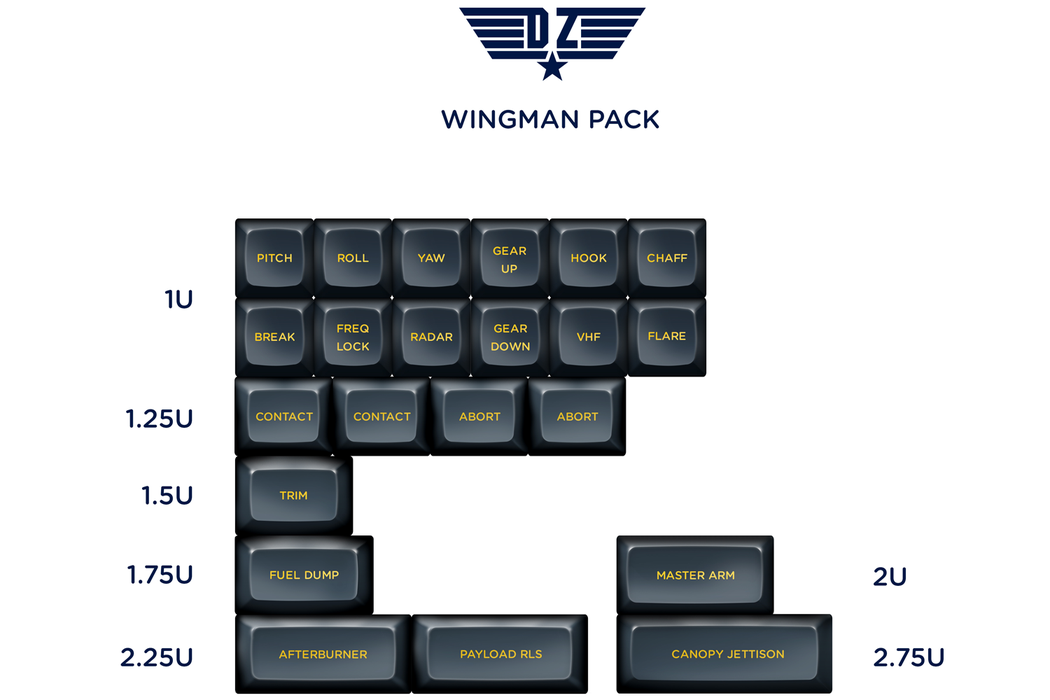 DZ
WINGMAN PACK
1U
PITCH ROLL YAW GEAR UP HOOK CHAFF
BREAK FREQ LOCK RADAR GEAR DOWN VHF FLARE
1.25U CONTACT CONTACT ABORT ABORT
1.5U TRIM
1.75U FUEL DUMP MASTER ARM 2U
2.25U AFTERBURNER PAYLOAD RLS CANOPY JETTISON 2.75U